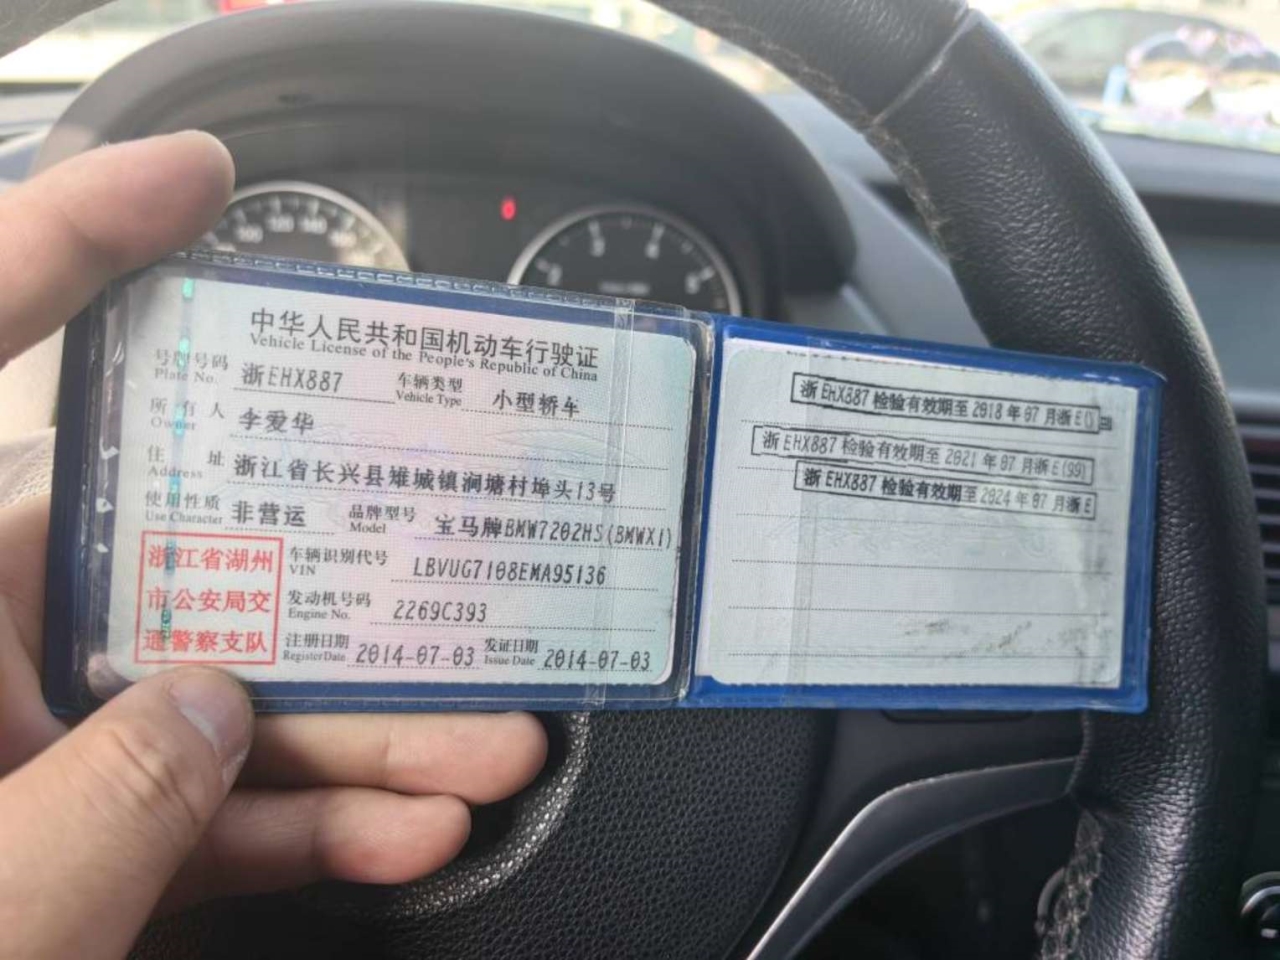 中华人民共和国机动车行驶证
Vehicle License of the People's Republic of China
号牌号码 浙EHX887 车辆类型 小型轿车
Plate No. Vehicle Type
所有人 李爱华
Owner
住址 浙江省长兴县雉城镇涧塘村埠头13号
Address
使用性质 非营运 品牌型号 宝马牌BMW7202HS(BMWX1)
Use Character Model
浙江省湖州
市公安局交
通警察支队
车辆识别代号 LBVUG7108EMA95136
VIN
发动机号码 2269C393
Engine No.
注册日期 2014-07-03 发证日期 2014-07-03
Register Date Issue Date
浙EHX887检验有效期至2018年07月浙E()
浙EHX887检验有效期至2021年07月浙E(99)
浙EHX887检验有效期至2024年07月浙E